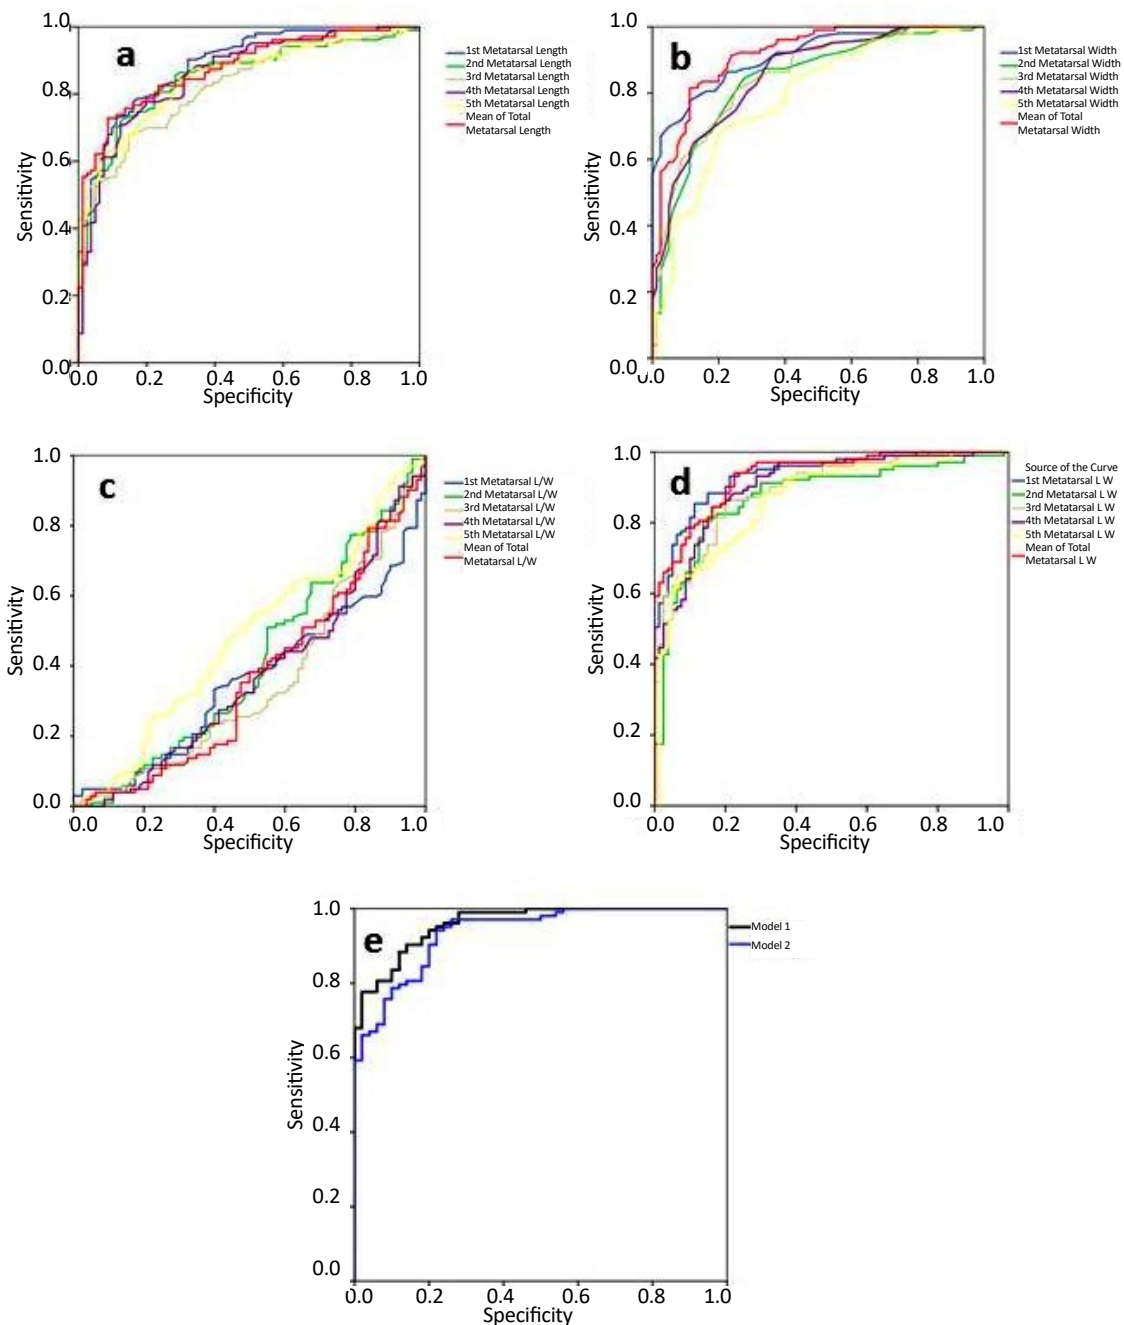 a
1.0
0.8
0.6
0.4
0.2
0.0
Sensitivity
0.0 0.2 0.4 0.6 0.8 1.0
Specificity
1st Metatarsal Length
2nd Metatarsal Length
3rd Metatarsal Length
4th Metatarsal Length
5th Metatarsal Length
Mean of Total
Metatarsal Length
b
1.0
0.8
0.6
0.4
0.2
0.0
Sensitivity
0.0 0.2 0.4 0.6 0.8 1.0
Specificity
1st Metatarsal Width
2nd Metatarsal Width
3rd Metatarsal Width
4th Metatarsal Width
5th Metatarsal Width
Mean of Total
Metatarsal Width
c
1.0
0.8
0.6
0.4
0.2
0.0
Sensitivity
0.0 0.2 0.4 0.6 0.8 1.0
Specificity
1st Metatarsal L/W
2nd Metatarsal L/W
3rd Metatarsal L/W
4th Metatarsal L/W
5th Metatarsal L/W
Mean of Total
Metatarsal L/W
d
1.0
0.8
0.6
0.4
0.2
0.0
Sensitivity
0.0 0.2 0.4 0.6 0.8 1.0
Specificity
Source of the Curve
1st Metatarsal L W
2nd Metatarsal L W
3rd Metatarsal L W
4th Metatarsal L W
5th Metatarsal L W
Mean of Total
Metatarsal L W
e
1.0
0.8
0.6
0.4
0.2
0.0
Sensitivity
0.0 0.2 0.4 0.6 0.8 1.0
Specificity
Model 1
Model 2